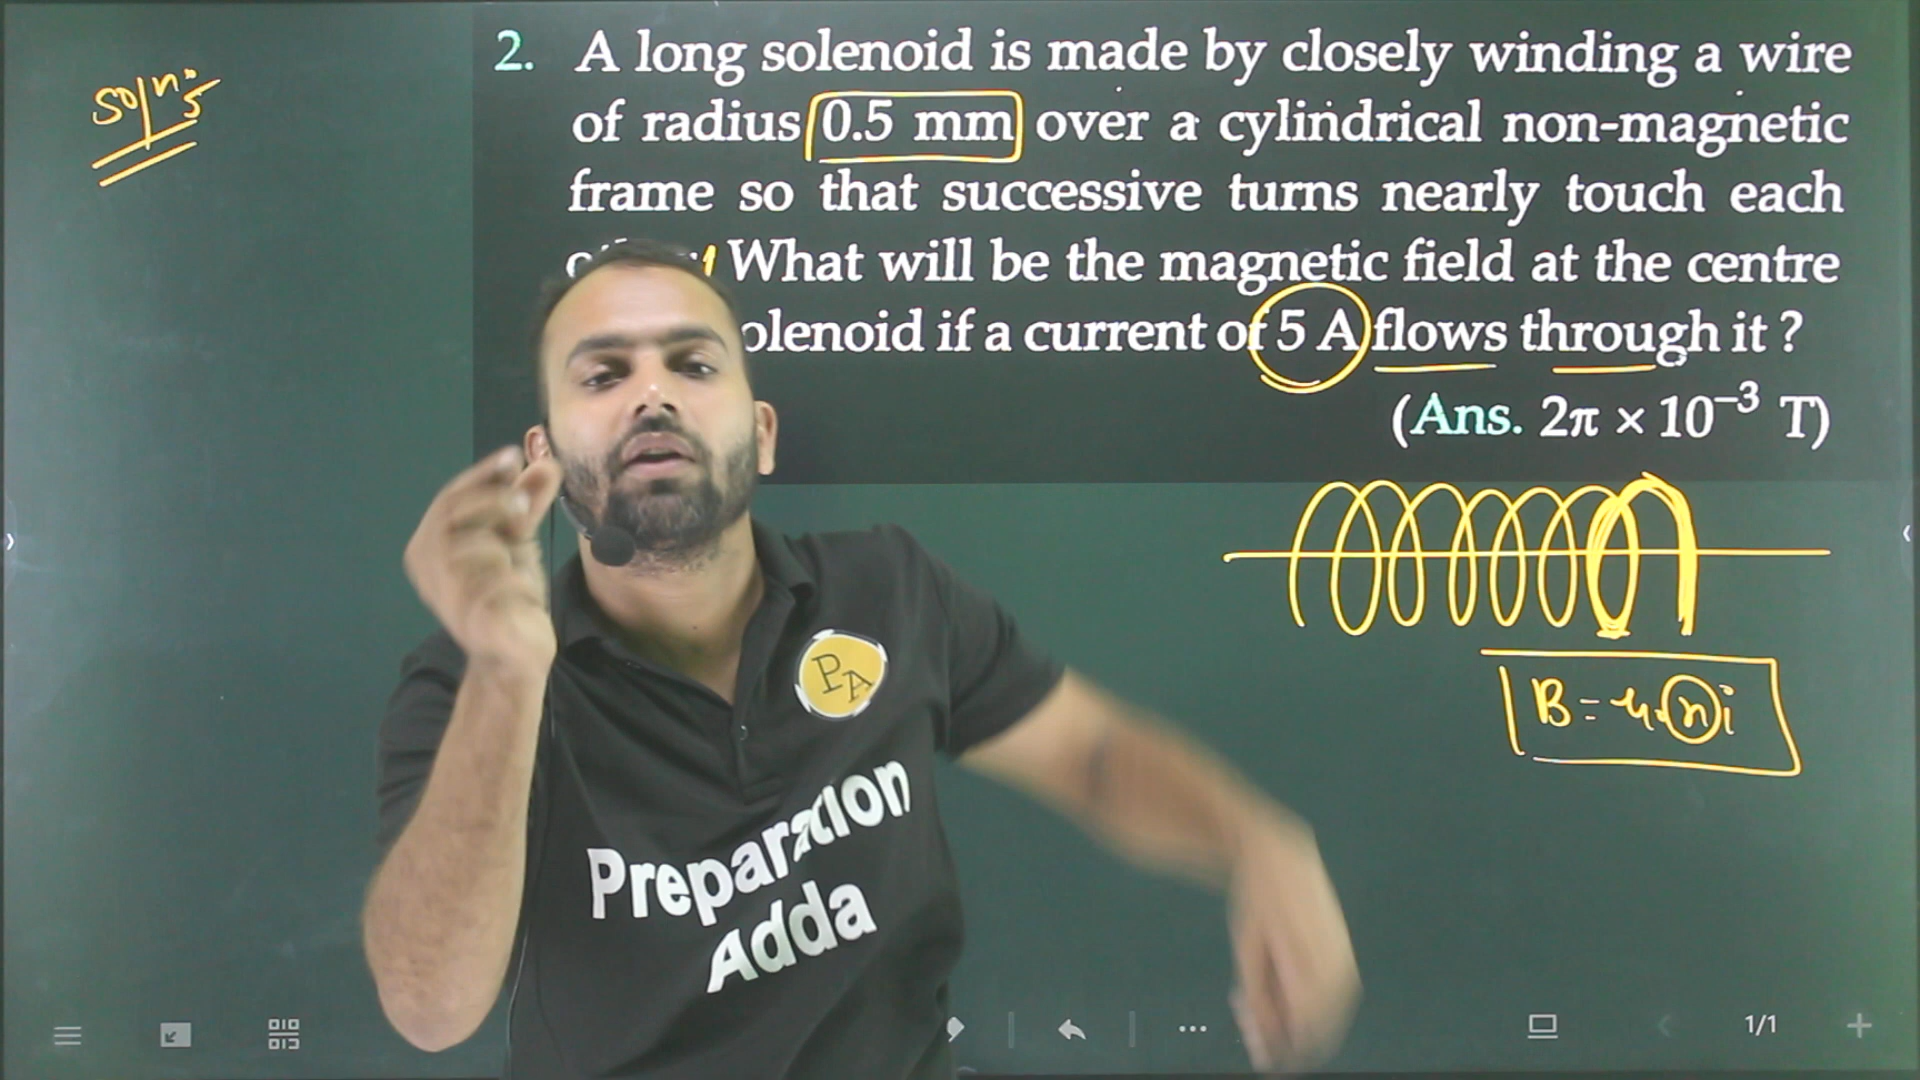 Soln:
2. A long solenoid is made by closely winding a wire
of radius 0.5 mm over a cylindrical non-magnetic
frame so that successive turns nearly touch each
What will be the magnetic field at the centre
olenoid if a current of 5 A flows through it ?
(Ans. 2π × 10⁻³ T)
B = μ₀ n i
PA
Preparation
Adda
1/1